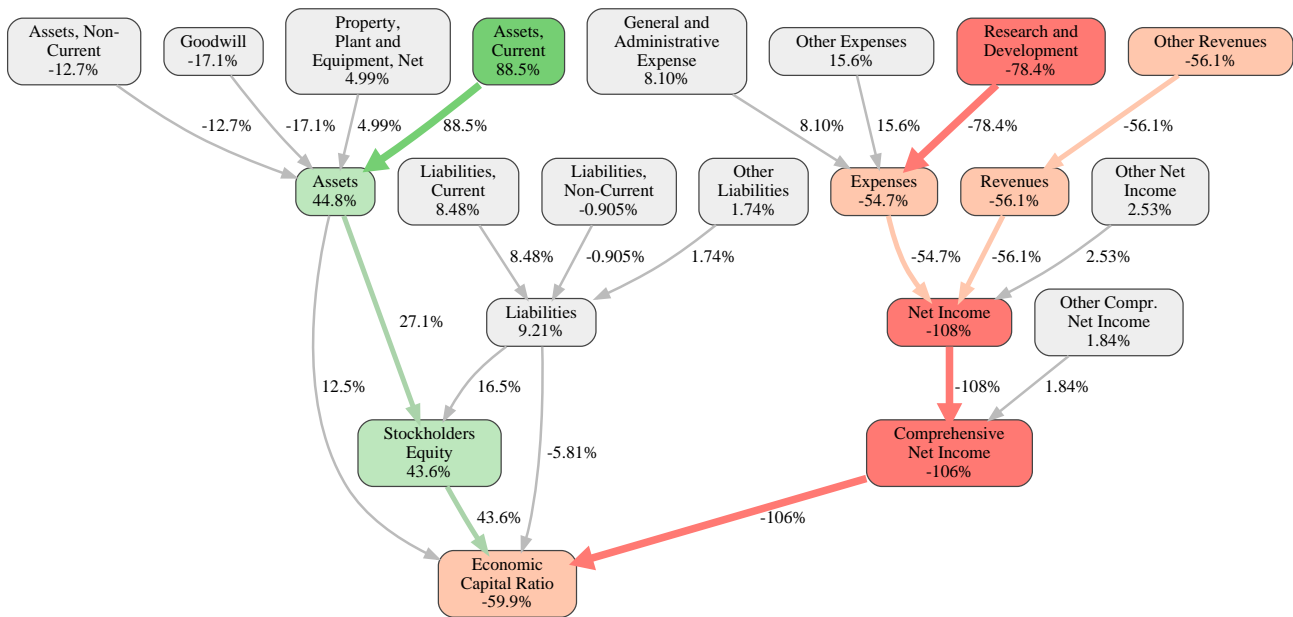 Assets, Non-
Current
-12.7%
Goodwill
-17.1%
Property,
Plant and
Equipment, Net
4.99%
Assets,
Current
88.5%
General and
Administrative
Expense
8.10%
Other Expenses
15.6%
Research and
Development
-78.4%
Other Revenues
-56.1%
-12.7%
-17.1%
4.99%
88.5%
8.10%
15.6%
-78.4%
-56.1%
Assets
44.8%
Liabilities,
Current
8.48%
Liabilities,
Non-Current
-0.905%
Other
Liabilities
1.74%
Expenses
-54.7%
Revenues
-56.1%
Other Net
Income
2.53%
8.48%
-0.905%
1.74%
-54.7%
-56.1%
2.53%
27.1%
Liabilities
9.21%
Net Income
-108%
Other Compr.
Net Income
1.84%
12.5%
16.5%
-108%
1.84%
Stockholders
Equity
43.6%
-5.81%
Comprehensive
Net Income
-106%
43.6%
-106%
Economic
Capital Ratio
-59.9%